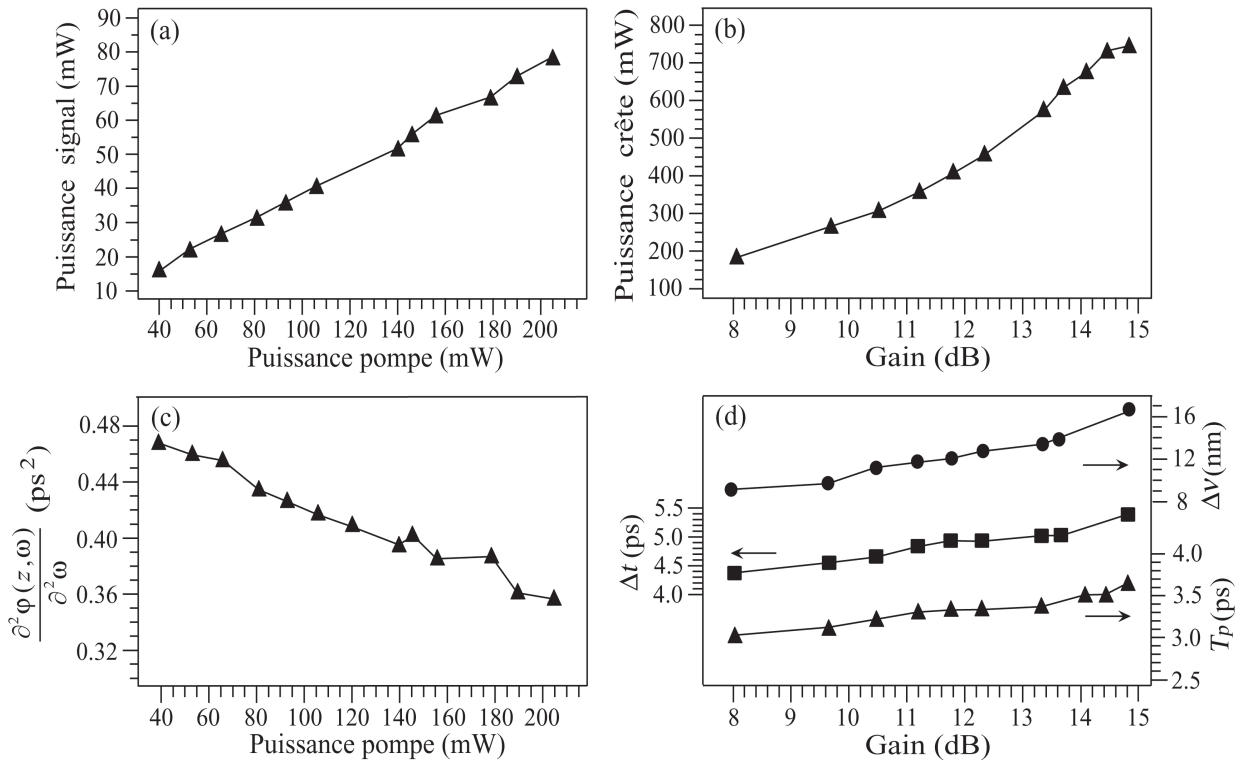 (a)
Puissance signal (mW)
90
80
70
60
50
40
30
20
10
40 60 80 100 120 140 160 180 200
Puissance pompe (mW)
(b)
Puissance crête (mW)
800
700
600
500
400
300
200
100
8 9 10 11 12 13 14 15
Gain (dB)
(c)
∂²φ(z,ω)
∂²ω
(ps²)
0.48
0.44
0.40
0.36
0.32
40 60 80 100 120 140 160 180 200
Puissance pompe (mW)
(d)
Δt (ps)
5.5
5.0
4.5
4.0
16
12
8
Δν(nm)
4.0
3.5
3.0
2.5
Tp(ps)
8 9 10 11 12 13 14 15
Gain (dB)